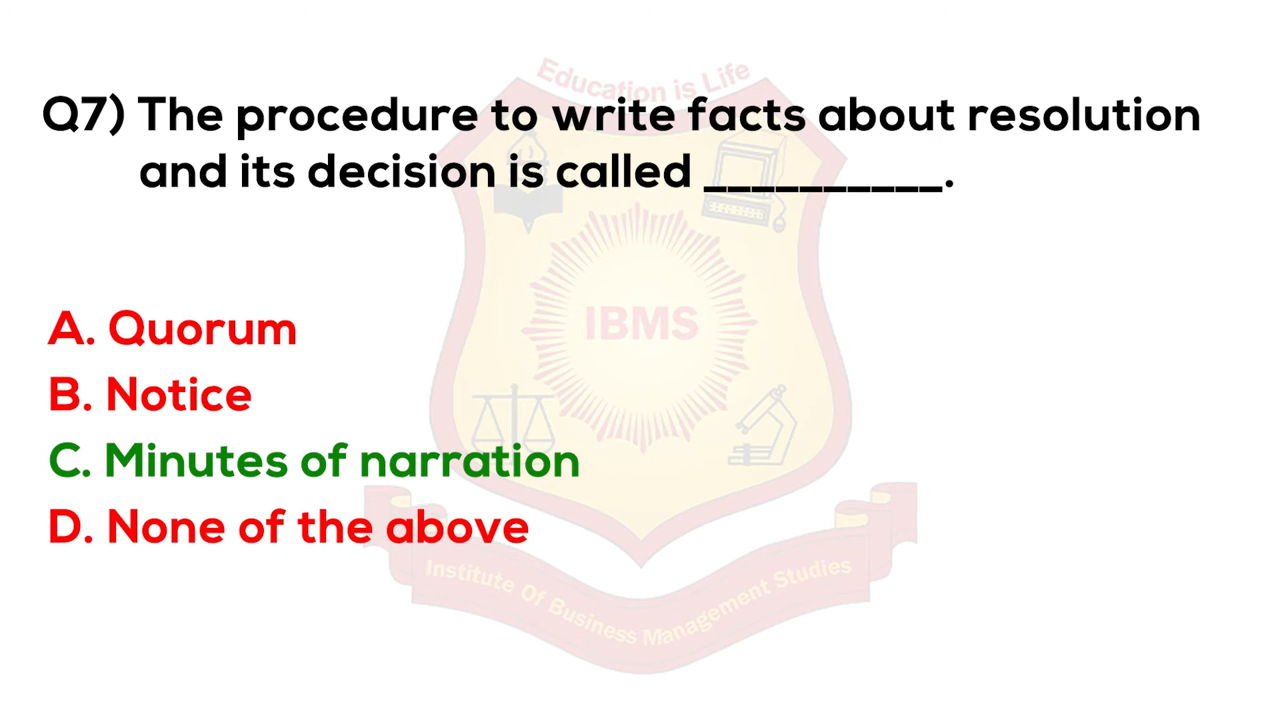 Education is Life
Q7) The procedure to write facts about resolution
and its decision is called __________.
IBMS
A. Quorum
B. Notice
C. Minutes of narration
D. None of the above
Institute Of Business Management Studies